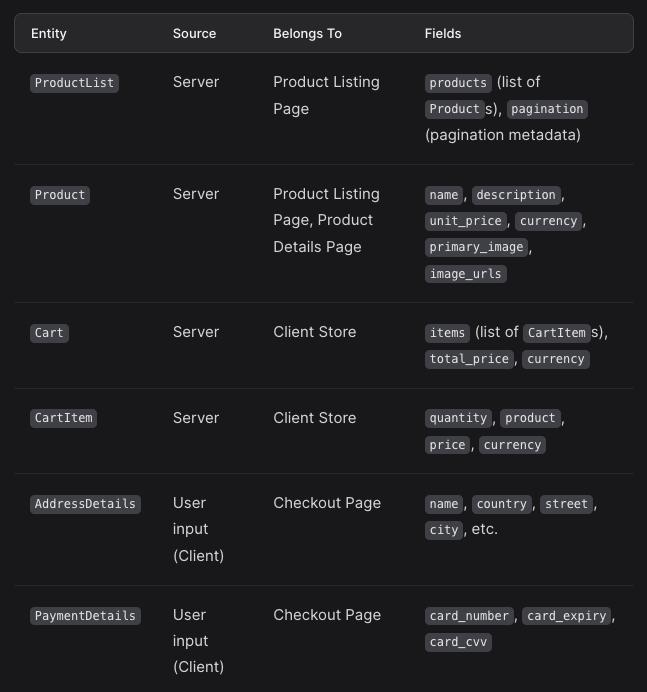 Entity Source Belongs To Fields
ProductList Server Product Listing products (list of
Page Products), pagination
(pagination metadata)
Product Server Product Listing name, description,
Page, Product unit_price, currency,
Details Page primary_image,
image_urls
Cart Server Client Store items (list of CartItems),
total_price, currency
CartItem Server Client Store quantity, product,
price, currency
AddressDetails User Checkout Page name, country, street,
input city, etc.
(Client)
PaymentDetails User Checkout Page card_number, card_expiry,
input card_cvv
(Client)